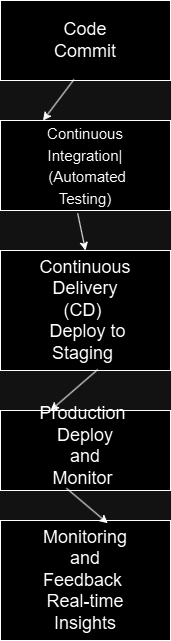 Code
Commit
Continuous
Integration|
(Automated
Testing)
Continuous
Delivery
(CD)
Deploy to
Staging
Production
Deploy
and
Monitor
Monitoring
and
Feedback
Real-time
Insights